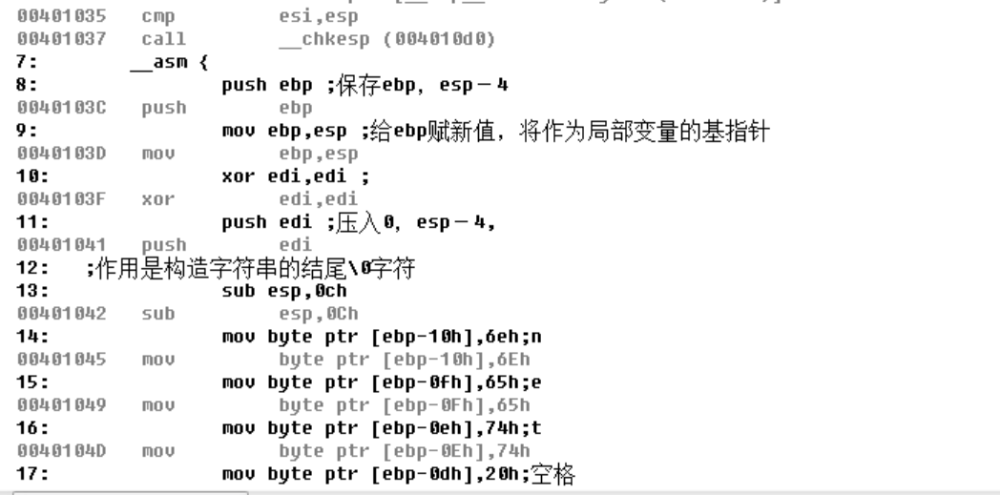 00401035 cmp esi,esp
00401037 call __chkesp (004010d0)
7: __asm {
8: push ebp ;保存ebp，esp－4
0040103C push ebp
9: mov ebp,esp ;给ebp赋新值，将作为局部变量的基指针
0040103D mov ebp,esp
10: xor edi,edi ;
0040103F xor edi,edi
11: push edi ;压入0，esp－4,
00401041 push edi
12: ;作用是构造字符串的结尾\0字符
13: sub esp,0ch
00401042 sub esp,0Ch
14: mov byte ptr [ebp-10h],6eh;n
00401045 mov byte ptr [ebp-10h],6Eh
15: mov byte ptr [ebp-0fh],65h;e
00401049 mov byte ptr [ebp-0Fh],65h
16: mov byte ptr [ebp-0eh],74h;t
0040104D mov byte ptr [ebp-0Eh],74h
17: mov byte ptr [ebp-0dh],20h;空格